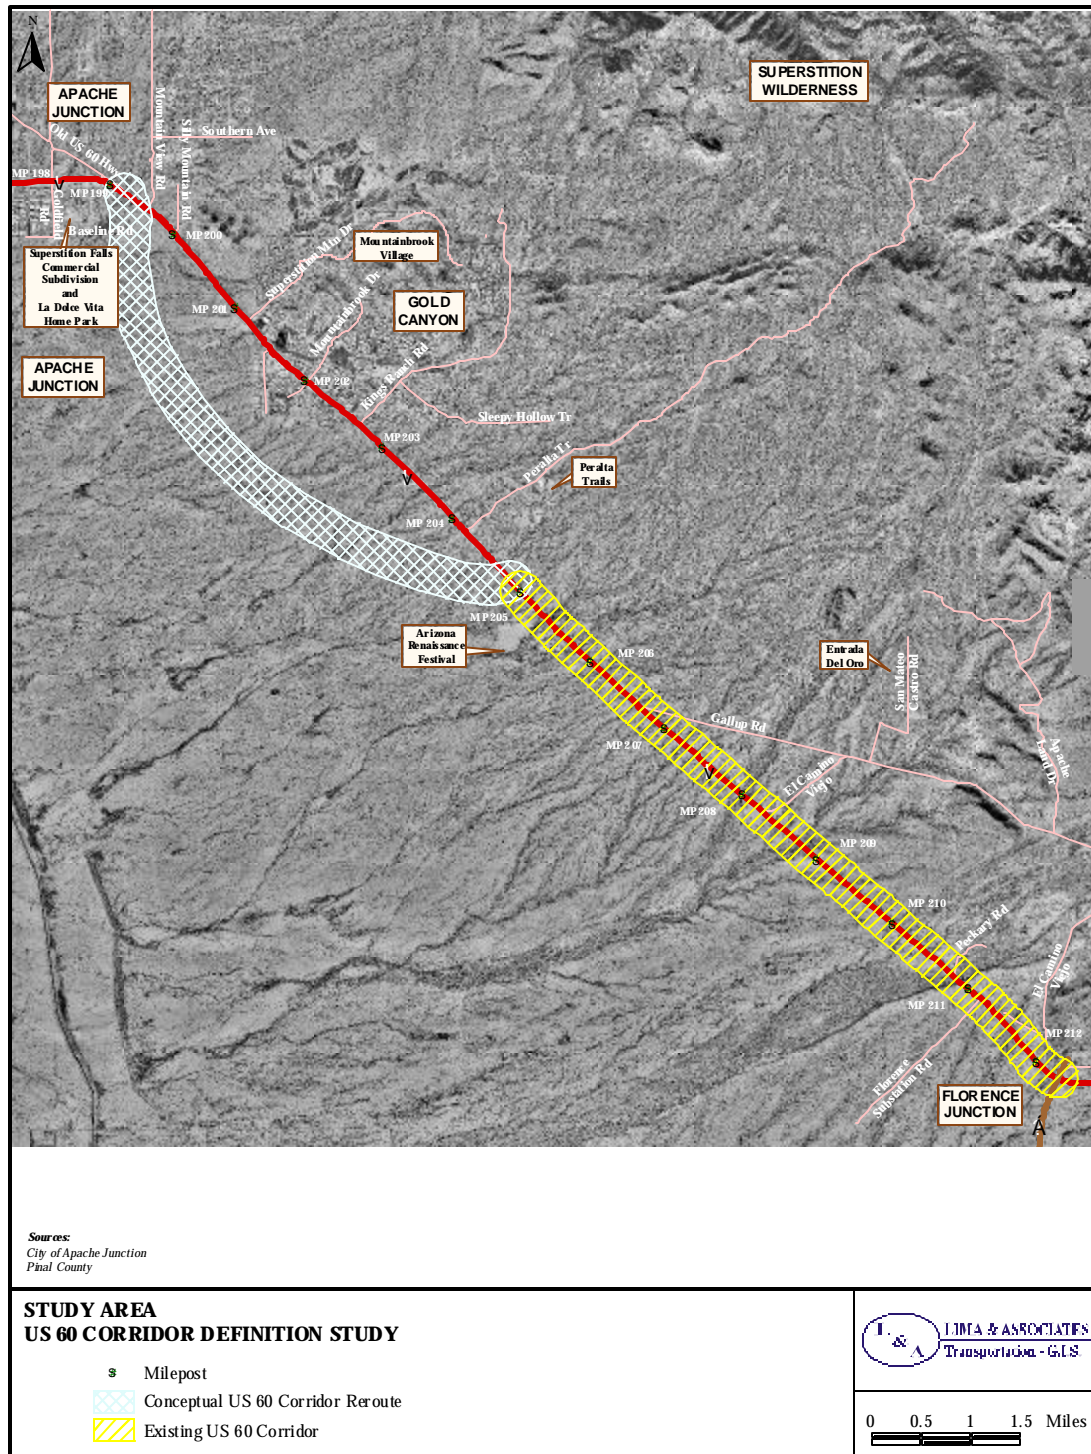 N
APACHE
JUNCTION
SUPERSTITION
WILDERNESS
Old US 60 Hwy
Mountain View Rd
Silly Mountain Rd
Southern Ave
MP 198
MP 199
Goldfield
Rd
Baseline Rd
MP 200
Superstition Falls
Commercial
Subdivision
and
La Dolce Vita
Home Park
Superstition Mtn Dr
Mountainbrook
Village
MP 201
GOLD
CANYON
Mountainbrook Dr
APACHE
JUNCTION
MP 202
Kings Ranch Rd
Sleepy Hollow Tr
MP 203
Peralta Tr
Peralta
Trails
MP 204
MP 205
Arizona
Renaissance
Festival
MP 206
Entrada
Del Oro
San Mateo
Castro Rd
Gallup Rd
MP 207
Apache
Land Dr
El Camino
Viejo
MP 208
MP 209
MP 210
Peckary Rd
El Camino
Viejo
MP 211
MP 212
Florence
Substation Rd
FLORENCE
JUNCTION
Sources:
City of Apache Junction
Pinal County
STUDY AREA
US 60 CORRIDOR DEFINITION STUDY
S Milepost
Conceptual US 60 Corridor Reroute
Existing US 60 Corridor
L & A
LIMA & ASSOCIATES
Transportation - G.I.S.
0 0.5 1 1.5 Miles